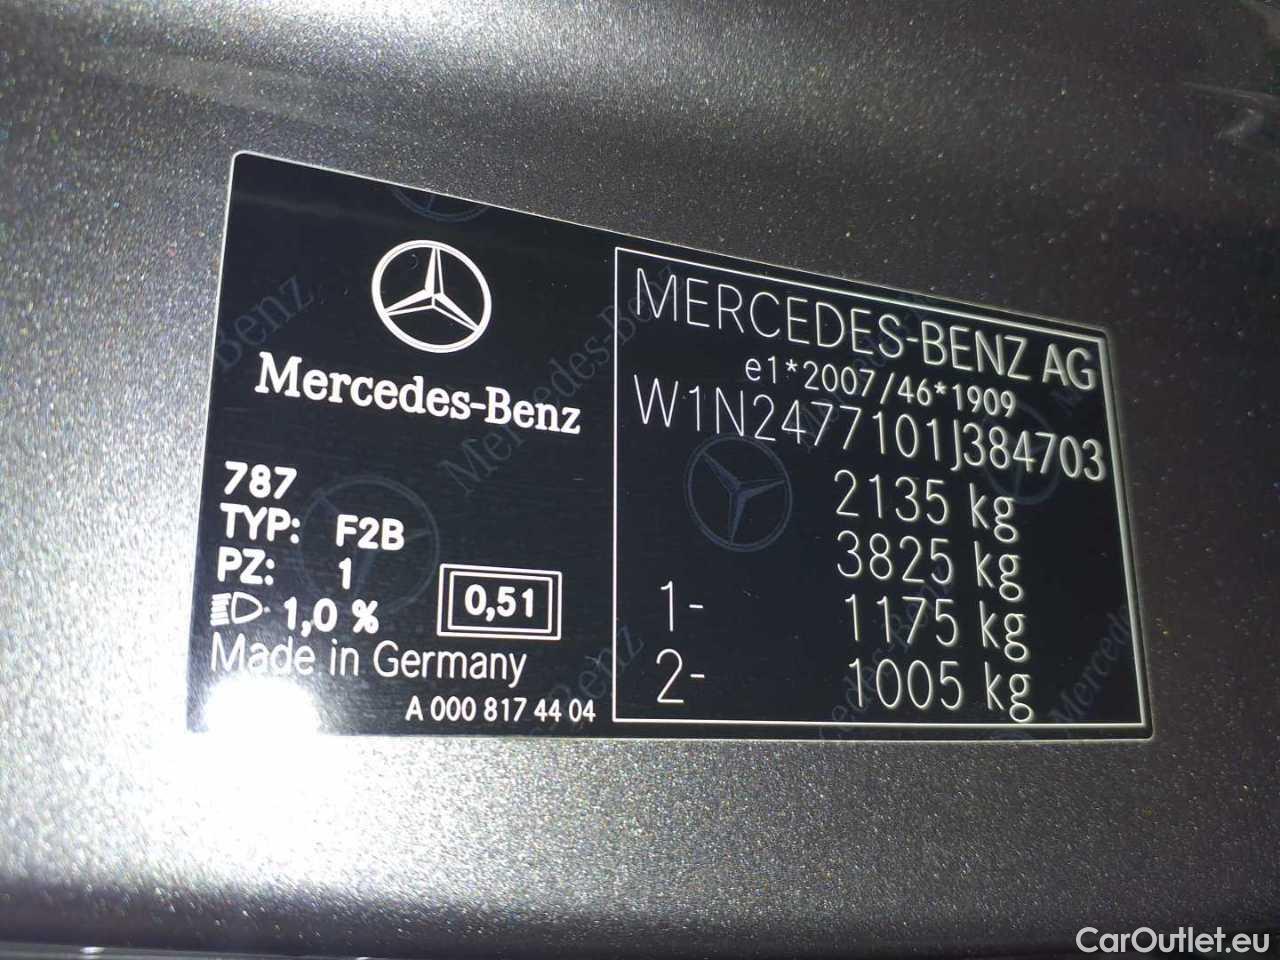 Mercedes-Benz
787
TYP: F2B
PZ: 1
1,0 %
0,51
Made in Germany
A 000 817 44 04
MERCEDES-BENZ AG
e1*2007/46*1909
W1N2477101J384703
2135 kg
3825 kg
1- 1175 kg
2- 1005 kg
CarOutlet.eu